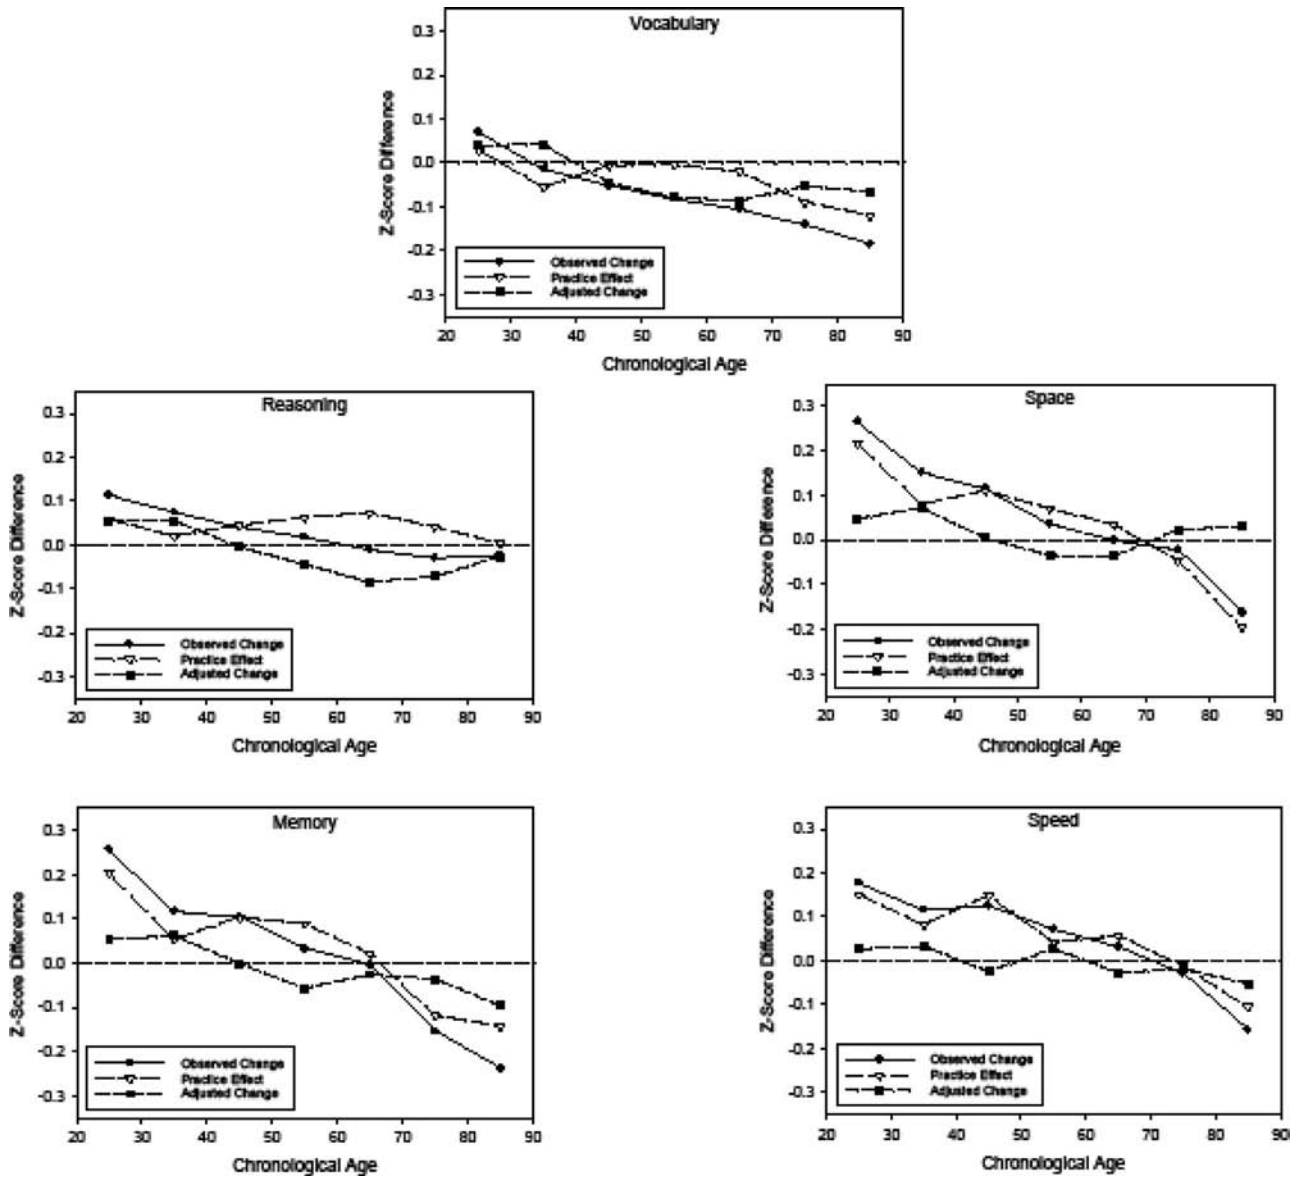 Vocabulary
Z-Score Difference
0.3
0.2
0.1
0.0
-0.1
-0.2
-0.3
Observed Change
Practice Effect
Adjusted Change
20 30 40 50 60 70 80 90
Chronological Age
Reasoning
Z-Score Difference
0.3
0.2
0.1
0.0
-0.1
-0.2
-0.3
Observed Change
Practice Effect
Adjusted Change
20 30 40 50 60 70 80 90
Chronological Age
Space
Z-Score Difference
0.3
0.2
0.1
0.0
-0.1
-0.2
-0.3
Observed Change
Practice Effect
Adjusted Change
20 30 40 50 60 70 80 90
Chronological Age
Memory
Z-Score Difference
0.3
0.2
0.1
0.0
-0.1
-0.2
-0.3
Observed Change
Practice Effect
Adjusted Change
20 30 40 50 60 70 80 90
Chronological Age
Speed
Z-Score Difference
0.3
0.2
0.1
0.0
-0.1
-0.2
-0.3
Observed Change
Practice Effect
Adjusted Change
20 30 40 50 60 70 80 90
Chronological Age